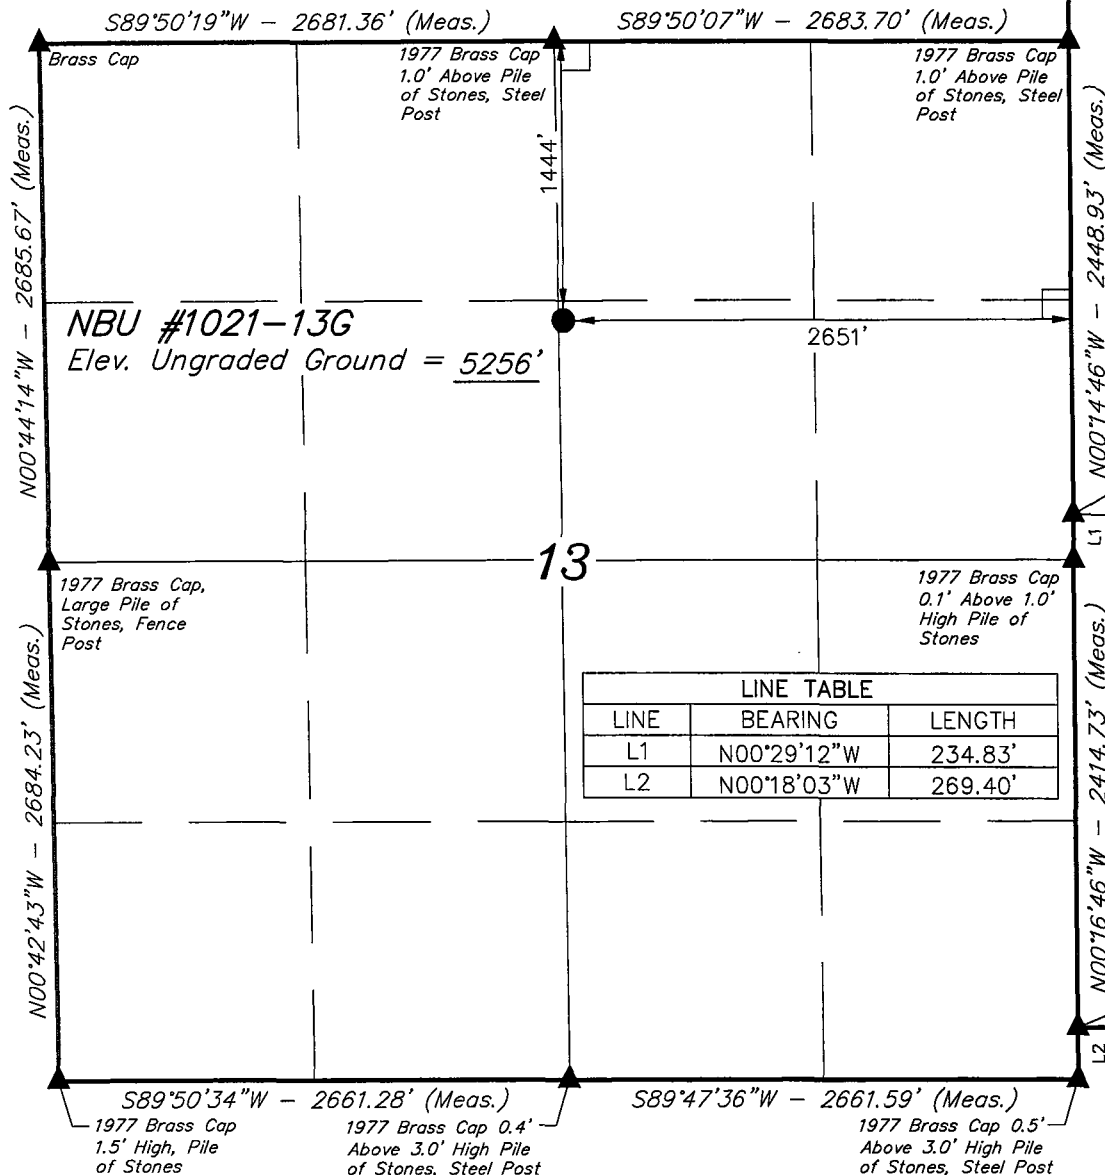 S89°50'19"W - 2681.36' (Meas.)
S89°50'07"W - 2683.70' (Meas.)
Brass Cap
1977 Brass Cap
1.0' Above Pile
of Stones, Steel
Post
1977 Brass Cap
1.0' Above Pile
of Stones, Steel
Post
N00°44'14"W - 2685.67' (Meas.)
1444'
N00°14'46"W - 2448.93' (Meas.)
NBU #1021-13G
Elev. Ungraded Ground = 5256'
2651'
L1
13
1977 Brass Cap,
Large Pile of
Stones, Fence
Post
1977 Brass Cap
0.1' Above 1.0'
High Pile of
Stones
N00°42'43"W - 2684.23' (Meas.)
N00°16'46"W - 2414.73' (Meas.)
LINE TABLE
LINE BEARING LENGTH
L1 N00°29'12"W 234.83'
L2 N00°18'03"W 269.40'
L2
S89°50'34"W - 2661.28' (Meas.)
S89°47'36"W - 2661.59' (Meas.)
1977 Brass Cap
1.5' High, Pile
of Stones
1977 Brass Cap 0.4'
Above 3.0' High Pile
of Stones, Steel Post
1977 Brass Cap 0.5'
Above 3.0' High Pile
of Stones, Steel Post